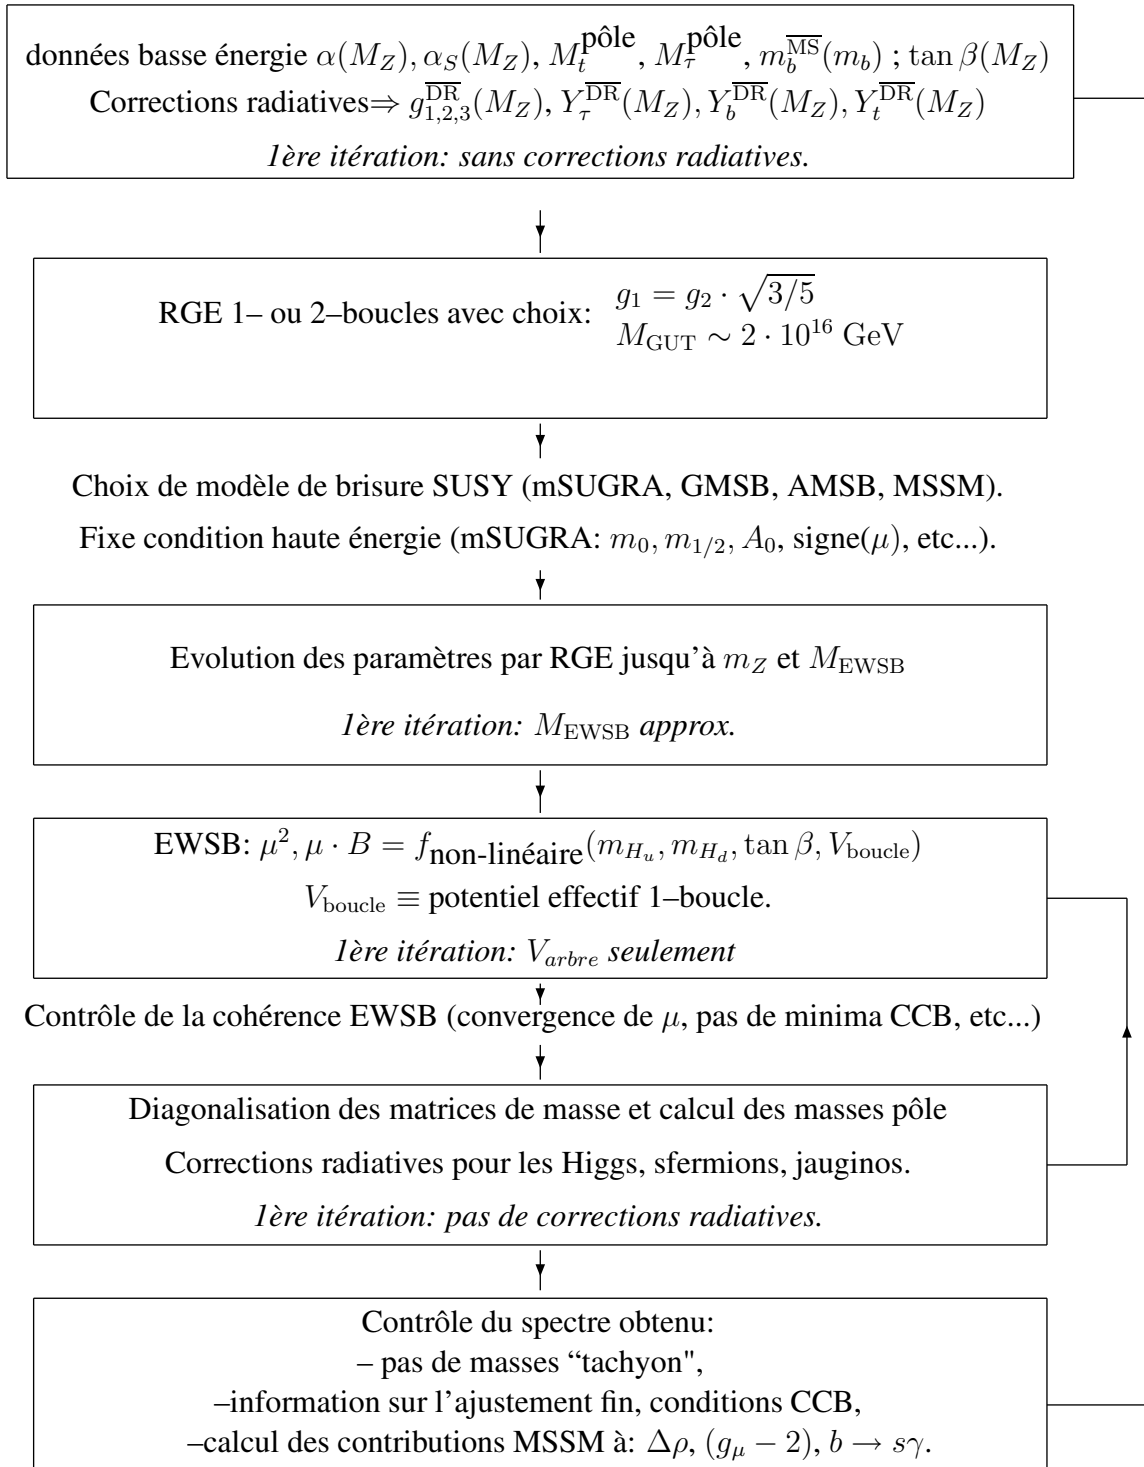 données basse énergie α(M_Z), α_S(M_Z), M_t^pôle, M_τ^pôle, m_b^{\overline{MS}}(m_b) ; tan β(M_Z)
Corrections radiatives⇒ g_{1,2,3}^{\overline{DR}}(M_Z), Y_τ^{\overline{DR}}(M_Z), Y_b^{\overline{DR}}(M_Z), Y_t^{\overline{DR}}(M_Z)
1ère itération: sans corrections radiatives.
RGE 1– ou 2–boucles avec choix: g_1 = g_2 · √(3/5)
M_GUT ∼ 2 · 10^{16} GeV
Choix de modèle de brisure SUSY (mSUGRA, GMSB, AMSB, MSSM).
Fixe condition haute énergie (mSUGRA: m_0, m_{1/2}, A_0, signe(μ), etc...).
Evolution des paramètres par RGE jusqu'à m_Z et M_EWSB
1ère itération: M_EWSB approx.
EWSB: μ^2, μ · B = f_non-linéaire(m_{H_u}, m_{H_d}, tan β, V_boucle)
V_boucle ≡ potentiel effectif 1–boucle.
1ère itération: V_arbre seulement
Contrôle de la cohérence EWSB (convergence de μ, pas de minima CCB, etc...)
Diagonalisation des matrices de masse et calcul des masses pôle
Corrections radiatives pour les Higgs, sfermions, jauginos.
1ère itération: pas de corrections radiatives.
Contrôle du spectre obtenu:
– pas de masses “tachyon",
–information sur l'ajustement fin, conditions CCB,
–calcul des contributions MSSM à: Δρ, (g_μ − 2), b → sγ.